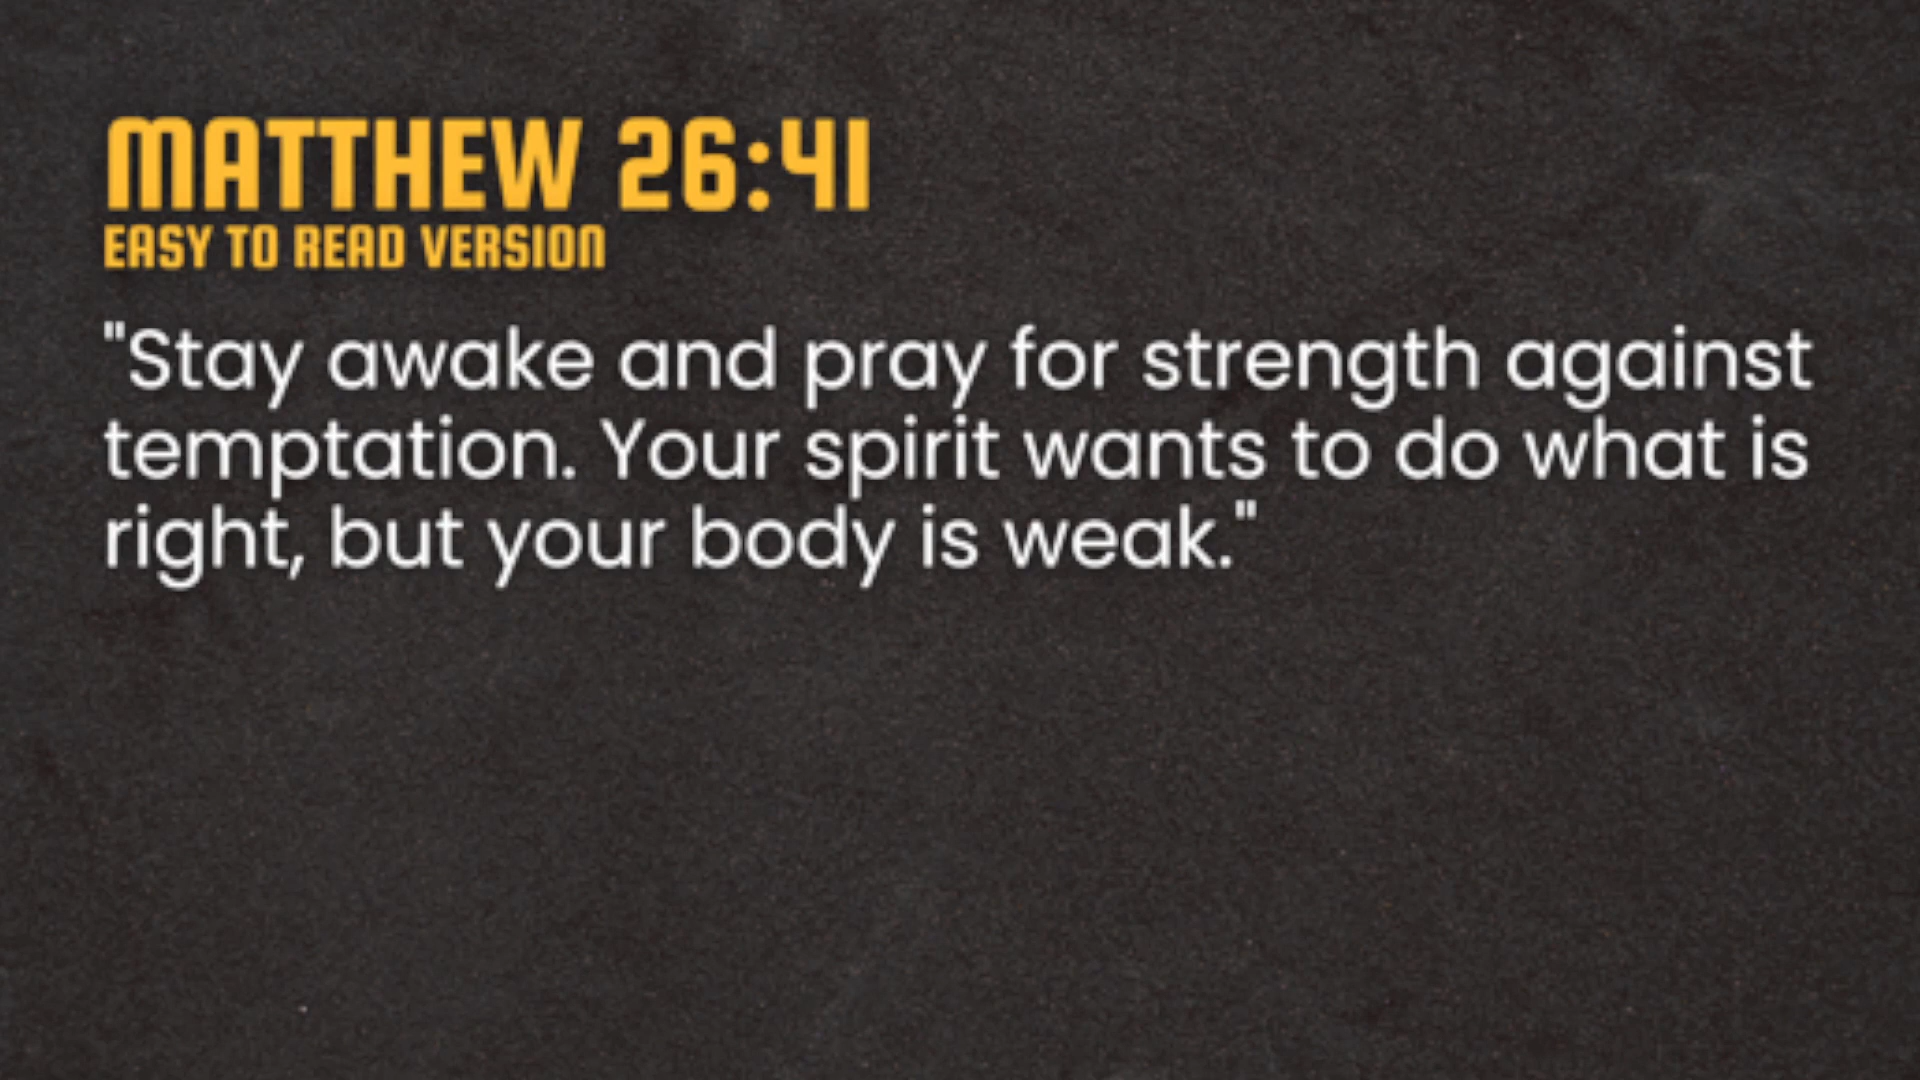 MATTHEW 26:41
EASY TO READ VERSION
"Stay awake and pray for strength against
temptation. Your spirit wants to do what is
right, but your body is weak."